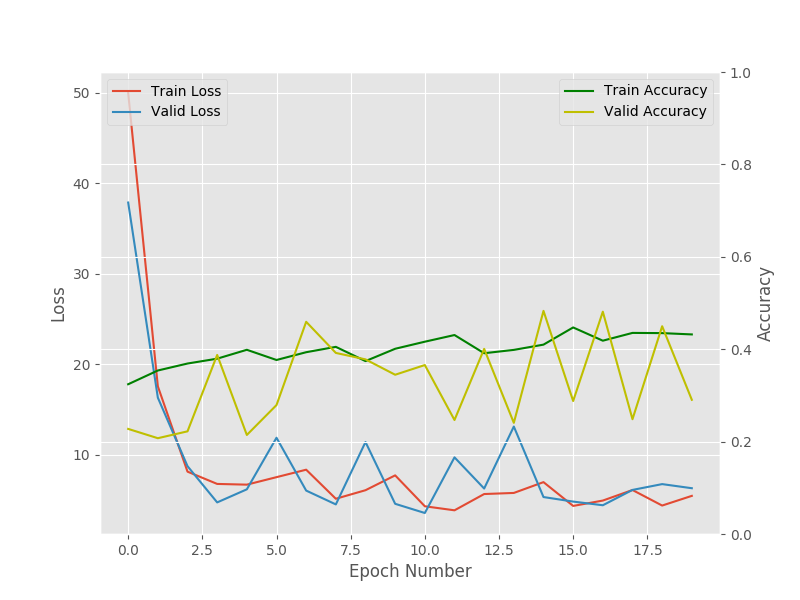 Train Loss
Valid Loss
Train Accuracy
Valid Accuracy
50
40
30
20
10
Loss
1.0
0.8
0.6
0.4
0.2
0.0
Accuracy
0.0 2.5 5.0 7.5 10.0 12.5 15.0 17.5
Epoch Number